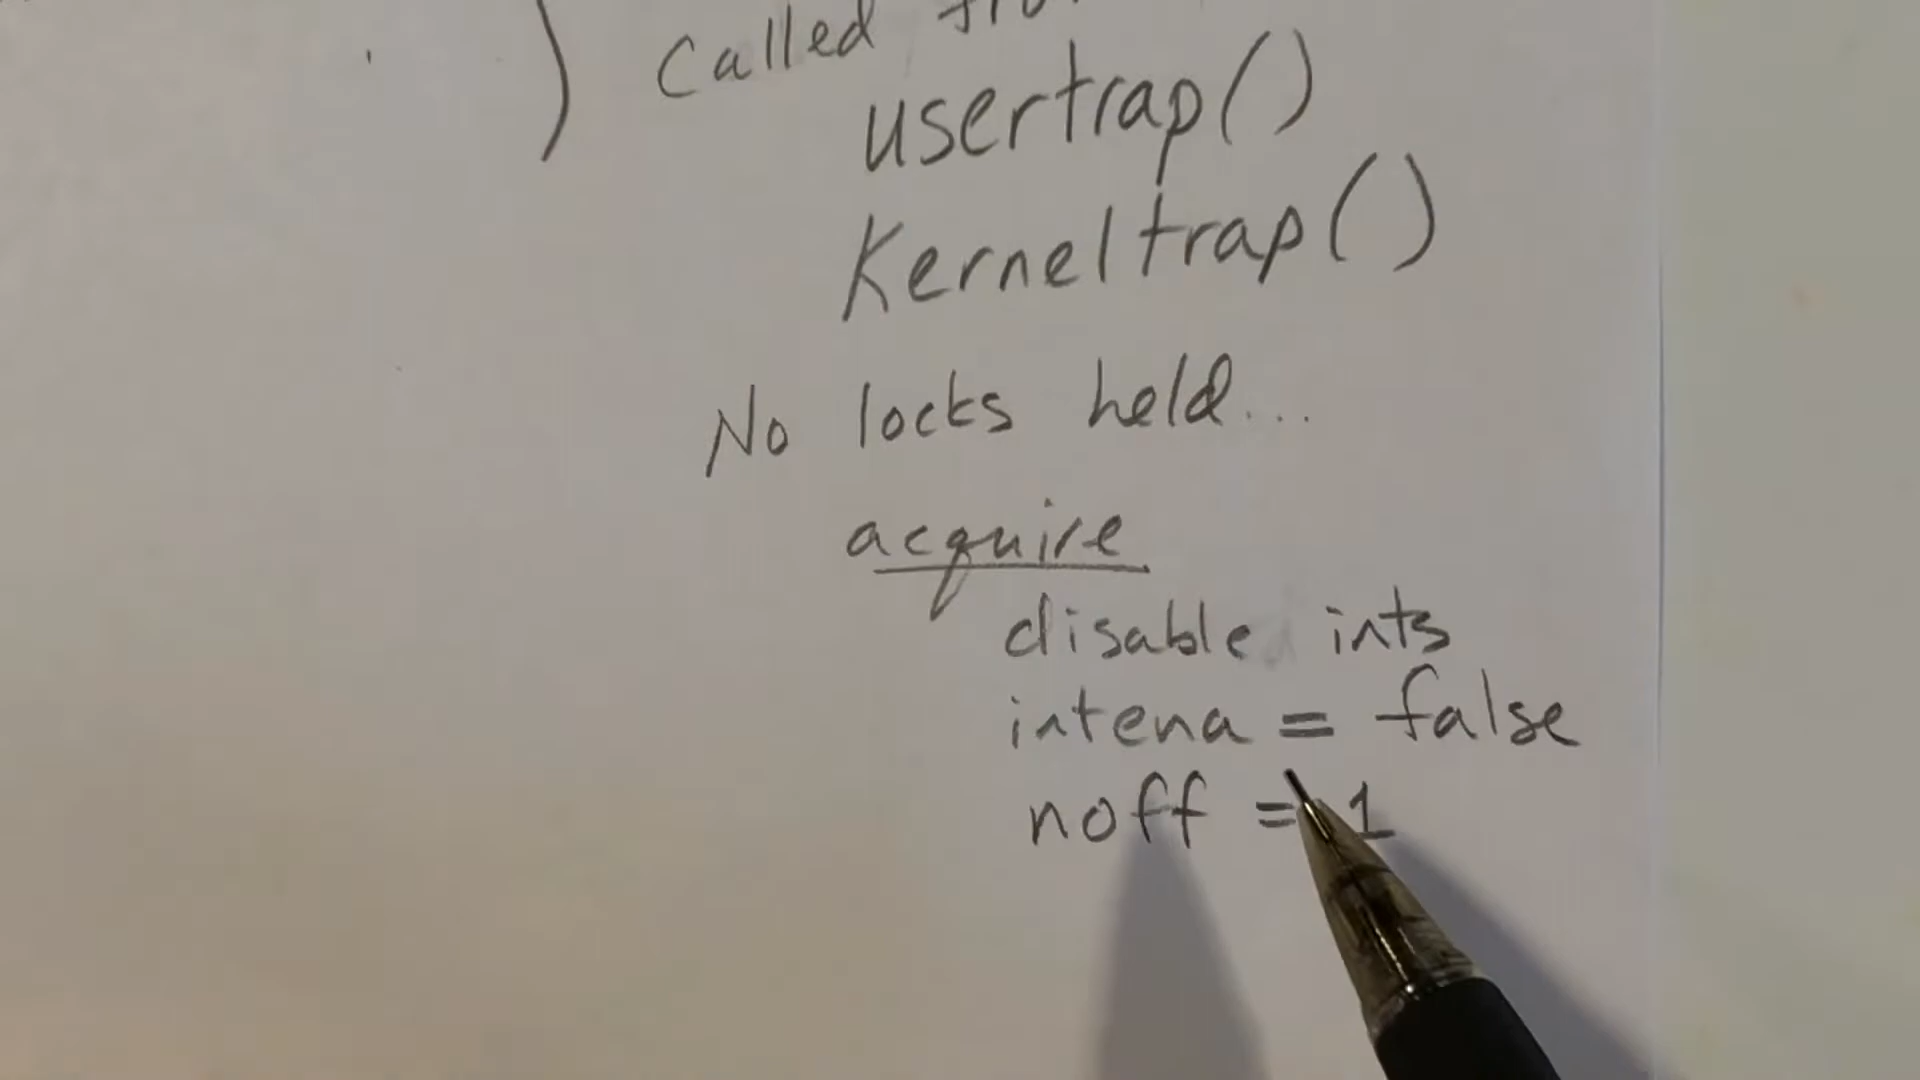 ) called
usertrap()
Kerneltrap()
No locks held...
acquire
disable ints
intena = false
noff = 1